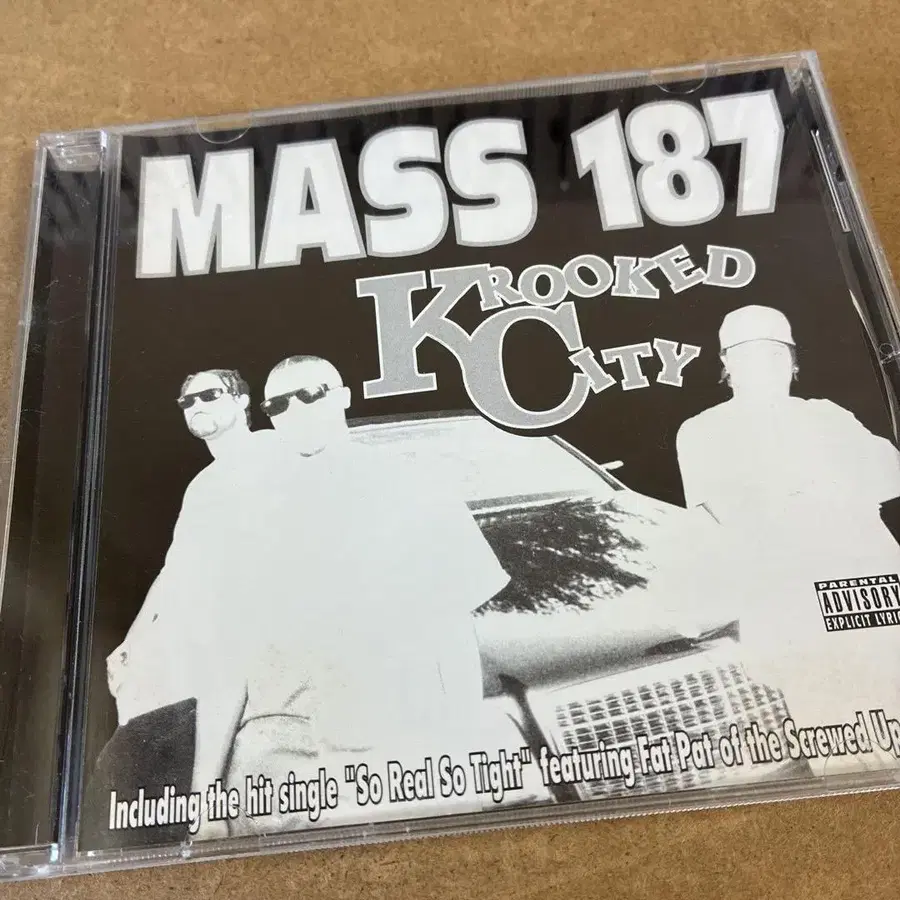 MASS 187
KROOKED
CITY
PARENTAL
ADVISORY
EXPLICIT
Including the hit single "So Real So Tight" featuring Fat Pat of the Screwed Up